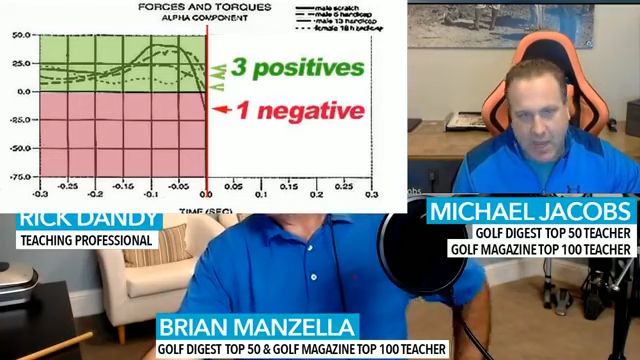 FORCES AND TORQUES
ALPHA COMPONENT
male scratch
male 5 handicap
male 13 handicap
female 18 handicap
50.0
25.0
0.0
-25.0
-50.0
-75.0
3 positives
1 negative
-0.3
-0.25
-0.2
-0.15
-0.1
-0.05
0.0
0.05
0.1
0.15
0.2
0.25
0.3
TIME (SEC)
RICK DANDY
TEACHING PROFESSIONAL
MICHAEL JACOBS
GOLF DIGEST TOP 50 TEACHER
GOLF MAGAZINE TOP 100 TEACHER
BRIAN MANZELLA
GOLF DIGEST TOP 50 & GOLF MAGAZINE TOP 100 TEACHER